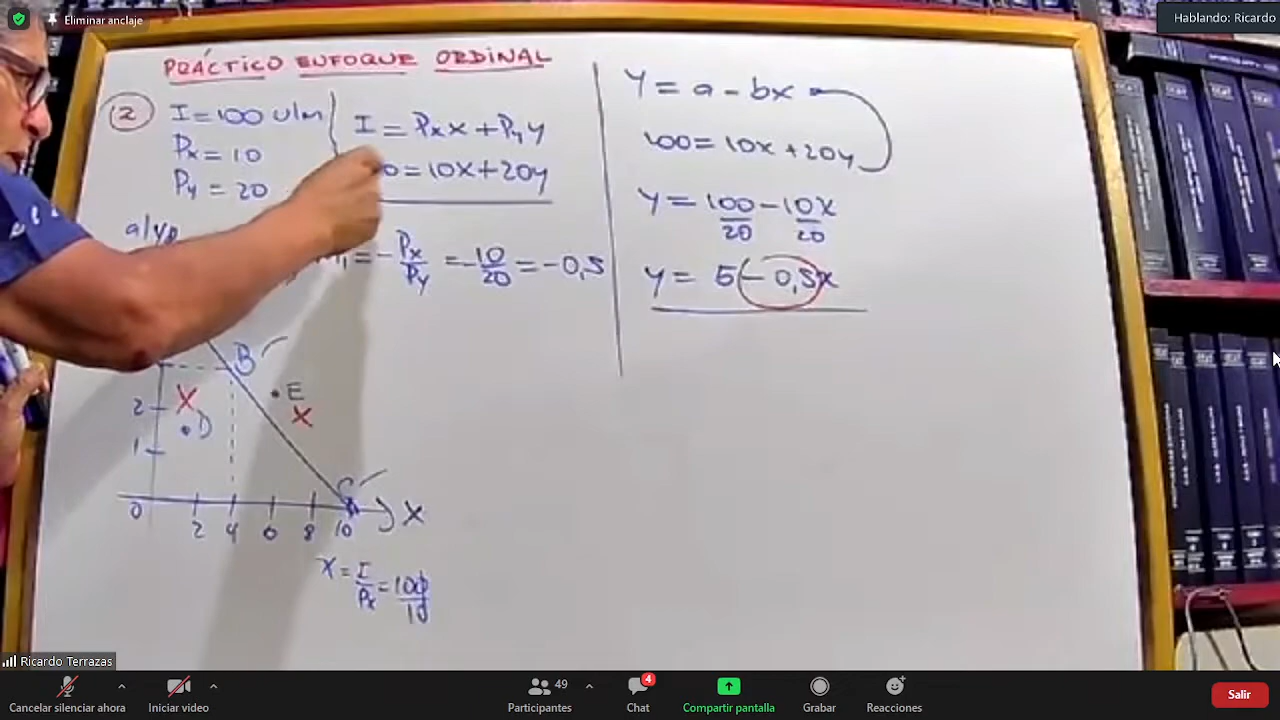 Eliminar anclaje
Hablando: Ricardo
PRÁCTICO ENFOQUE ORDINAL
2
I = 100 u/m
Px = 10
Py = 20
I = Pxx + Pyy
0 = 10x + 20y
= - Px/Py = - 10/20 = -0,5
Y = a - bx
100 = 10x + 20y
Y = 100/20 - 10x/20
y = 5 - 0,5x
B
E
X
X
2
D
1
C
0
2 4 6 8 10
X
X = I/Px = 100/10
Ricardo Terrazas
Cancelar silenciar ahora
Iniciar video
49
Participantes
4
Chat
Compartir pantalla
Grabar
Reacciones
Salir